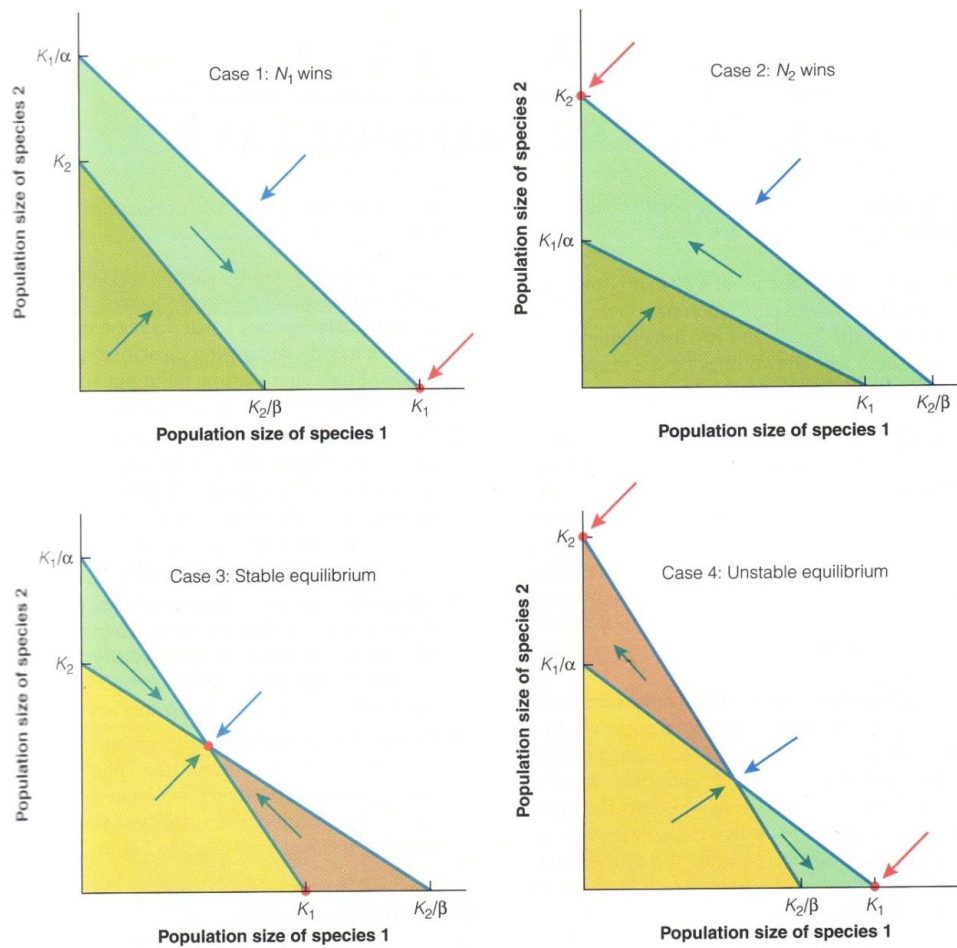 K₁/α
Case 1: N₁ wins
K₂
Population size of species 2
K₂/β
K₁
Population size of species 1
Case 2: N₂ wins
K₂
K₁/α
Population size of species 2
K₁
K₂/β
Population size of species 1
K₁/α
Case 3: Stable equilibrium
K₂
Population size of species 2
K₁
K₂/β
Population size of species 1
K₂
Case 4: Unstable equilibrium
K₁/α
Population size of species 2
K₂/β
K₁
Population size of species 1